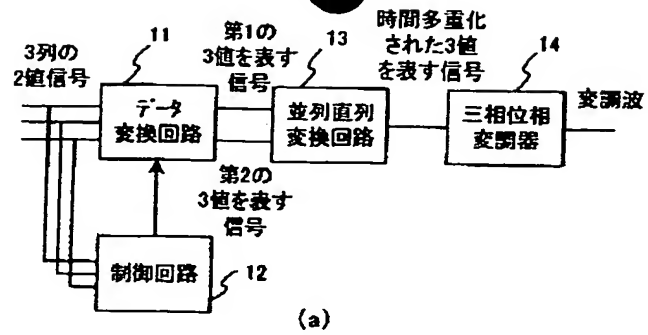 3列の
2値信号
11
データ
変換回路
第1の
3値を表す
信号
第2の
3値を表す
信号
13
並列直列
変換回路
時間多重化
された3値
を表す信号
14
三相位相
変調器
変調波
制御回路
12
(a)